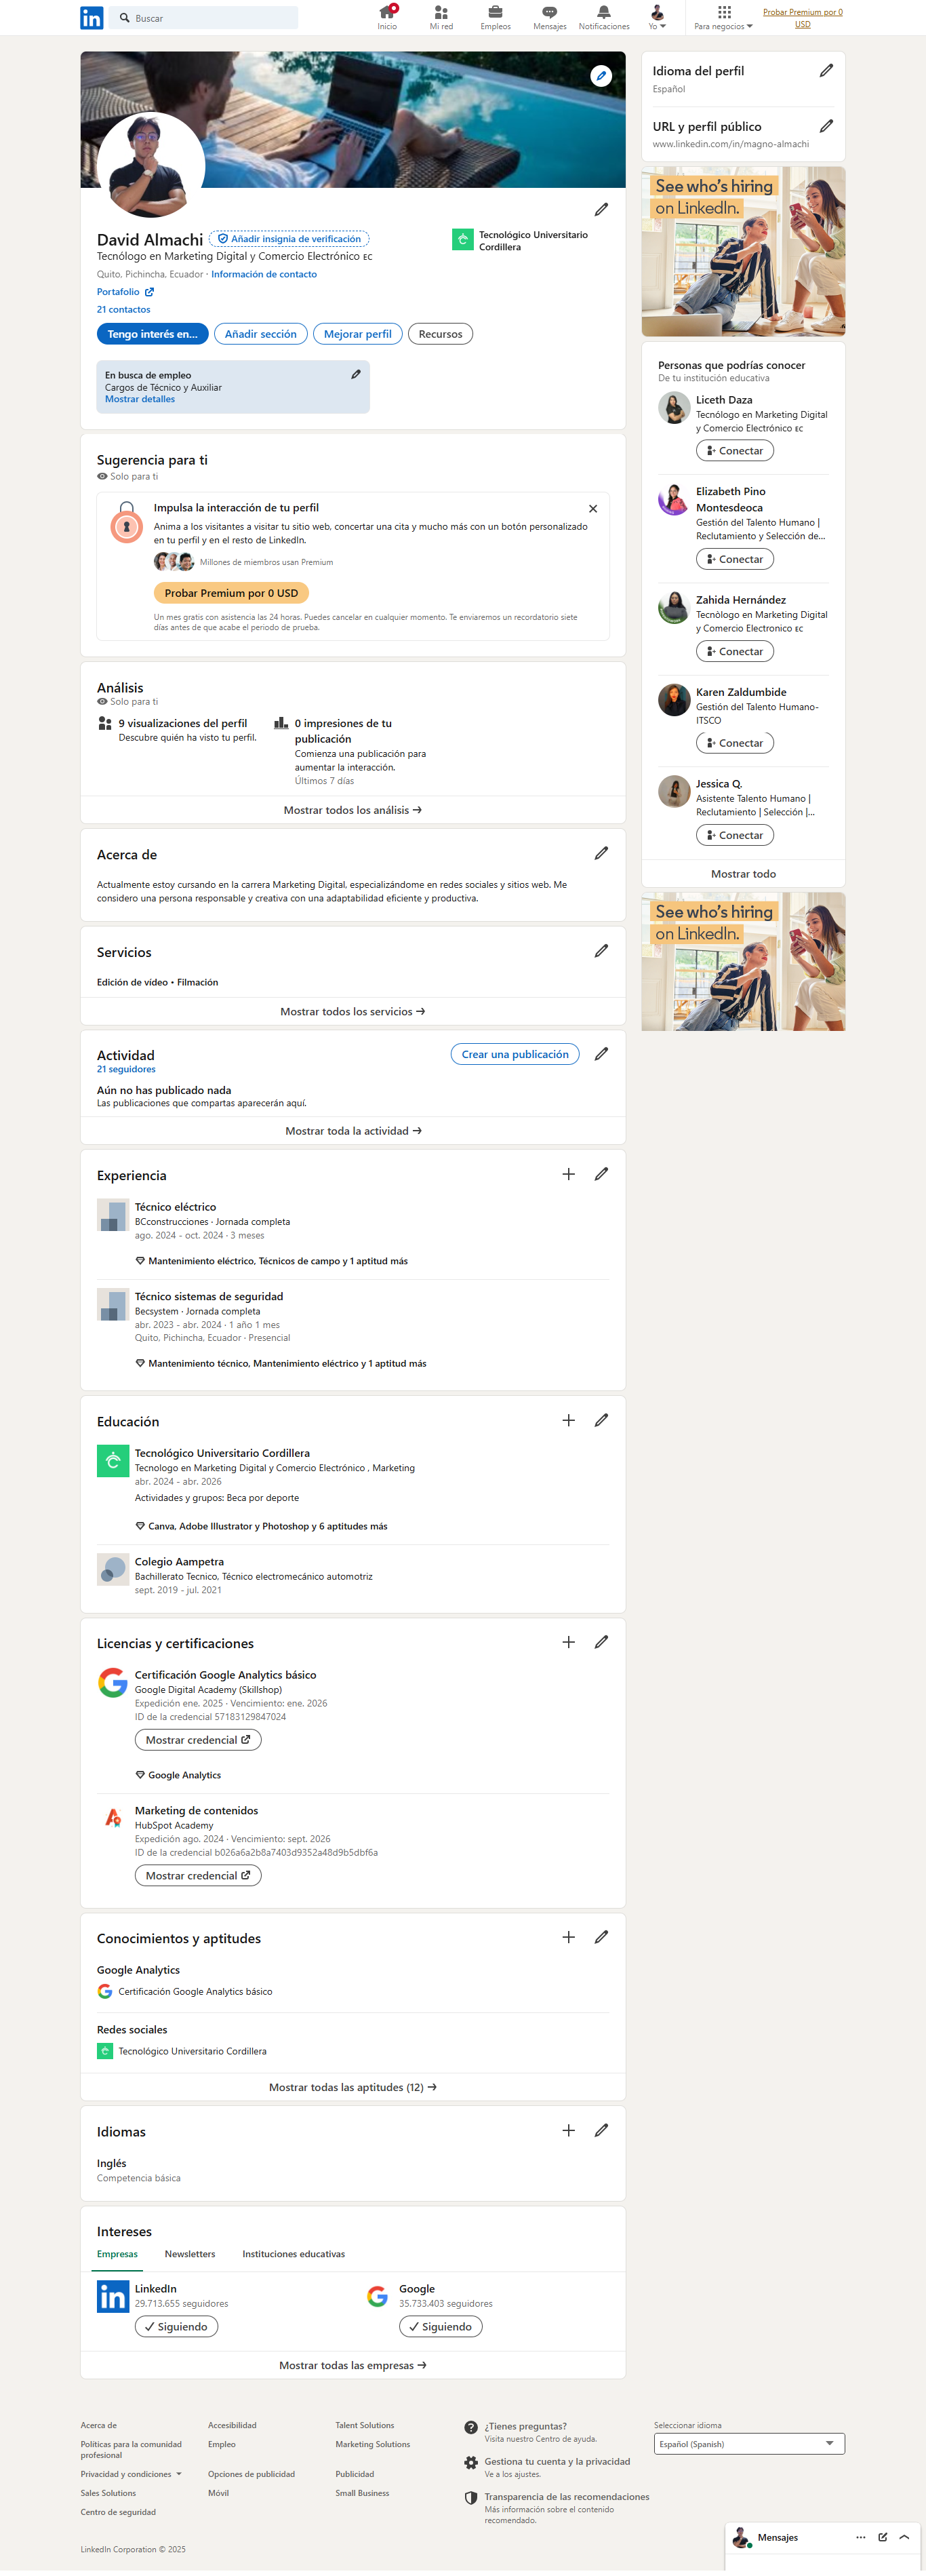 in
Buscar
Inicio
Mi red
Empleos
Mensajes
Notificaciones
Yo
Para negocios
Probar Premium por 0
USD
David Almachi
Añadir insignia de verificación
Tecnólogo en Marketing Digital y Comercio Electrónico EC
Quito, Pichincha, Ecuador · Información de contacto
Portafolio
21 contactos
Tecnológico Universitario
Cordillera
Tengo interés en...
Añadir sección
Mejorar perfil
Recursos
En busca de empleo
Cargos de Técnico y Auxiliar
Mostrar detalles
Sugerencia para ti
Solo para ti
Impulsa la interacción de tu perfil
Anima a los visitantes a visitar tu sitio web, concertar una cita y mucho más con un botón personalizado
en tu perfil y en el resto de LinkedIn.
Millones de miembros usan Premium
Probar Premium por 0 USD
Un mes gratis con asistencia las 24 horas. Puedes cancelar en cualquier momento. Te enviaremos un recordatorio siete
días antes de que acabe el periodo de prueba.
Análisis
Solo para ti
9 visualizaciones del perfil
Descubre quién ha visto tu perfil.
0 impresiones de tu
publicación
Comienza una publicación para
aumentar la interacción.
Últimos 7 días
Mostrar todos los análisis →
Acerca de
Actualmente estoy cursando en la carrera Marketing Digital, especializándome en redes sociales y sitios web. Me
considero una persona responsable y creativa con una adaptabilidad eficiente y productiva.
Servicios
Edición de vídeo • Filmación
Mostrar todos los servicios →
Actividad
21 seguidores
Crear una publicación
Aún no has publicado nada
Las publicaciones que compartas aparecerán aquí.
Mostrar toda la actividad →
Experiencia
Técnico eléctrico
BCconstrucciones · Jornada completa
ago. 2024 - oct. 2024 · 3 meses
Mantenimiento eléctrico, Técnicos de campo y 1 aptitud más
Técnico sistemas de seguridad
Becsystem · Jornada completa
abr. 2023 - abr. 2024 · 1 año 1 mes
Quito, Pichincha, Ecuador · Presencial
Mantenimiento técnico, Mantenimiento eléctrico y 1 aptitud más
Educación
Tecnológico Universitario Cordillera
Tecnologo en Marketing Digital y Comercio Electrónico , Marketing
abr. 2024 - abr. 2026
Actividades y grupos: Beca por deporte
Canva, Adobe Illustrator y Photoshop y 6 aptitudes más
Colegio Aampetra
Bachillerato Tecnico, Técnico electromecánico automotriz
sept. 2019 - jul. 2021
Licencias y certificaciones
Certificación Google Analytics básico
Google Digital Academy (Skillshop)
Expedición ene. 2025 · Vencimiento: ene. 2026
ID de la credencial 57183129847024
Mostrar credencial
Google Analytics
Marketing de contenidos
HubSpot Academy
Expedición ago. 2024 · Vencimiento: sept. 2026
ID de la credencial b026a6a2b8a7403d9352a48d9b5dbf6a
Mostrar credencial
Conocimientos y aptitudes
Google Analytics
Certificación Google Analytics básico
Redes sociales
Tecnológico Universitario Cordillera
Mostrar todas las aptitudes (12) →
Idiomas
Inglés
Competencia básica
Intereses
Empresas
Newsletters
Instituciones educativas
in
LinkedIn
29.713.655 seguidores
Siguiendo
Google
35.733.403 seguidores
Siguiendo
Mostrar todas las empresas →
Idioma del perfil
Español
URL y perfil público
www.linkedin.com/in/magno-almachi
See who's hiring
on LinkedIn.
Personas que podrías conocer
De tu institución educativa
Liceth Daza
Tecnólogo en Marketing Digital
y Comercio Electrónico EC
Conectar
Elizabeth Pino
Montesdeoca
Gestión del Talento Humano |
Reclutamiento y Selección de...
Conectar
Zahida Hernández
Tecnólogo en Marketing Digital
y Comercio Electronico EC
Conectar
Karen Zaldumbide
Gestión del Talento Humano-
ITSCO
Conectar
Jessica Q.
Asistente Talento Humano |
Reclutamiento | Selección |...
Conectar
Mostrar todo
See who's hiring
on LinkedIn.
Acerca de
Accesibilidad
Talent Solutions
Políticas para la comunidad
profesional
Empleo
Marketing Solutions
Privacidad y condiciones
Opciones de publicidad
Publicidad
Sales Solutions
Móvil
Small Business
Centro de seguridad
¿Tienes preguntas?
Visita nuestro Centro de ayuda.
Gestiona tu cuenta y la privacidad
Ve a los ajustes.
Transparencia de las recomendaciones
Más información sobre el contenido
recomendado.
Seleccionar idioma
Español (Spanish)
LinkedIn Corporation © 2025
Mensajes